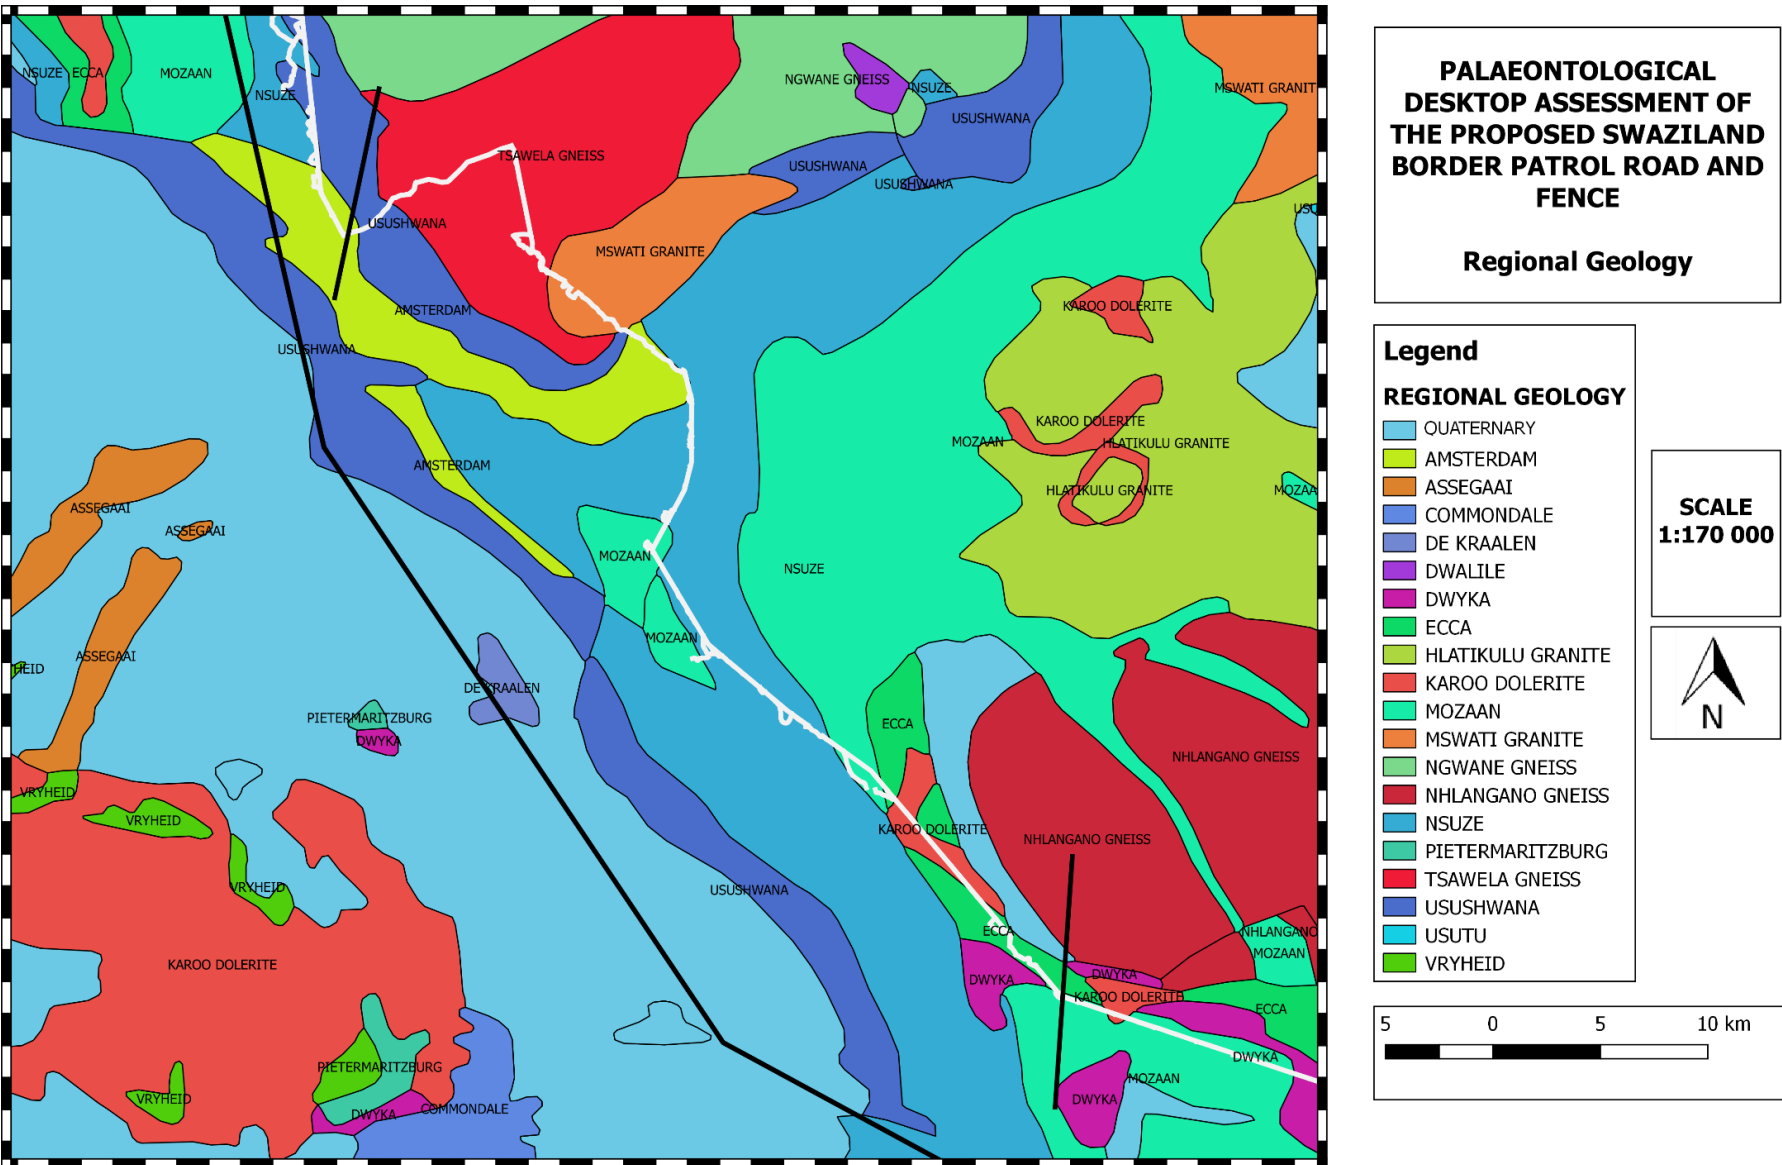 PALAEONTOLOGICAL
DESKTOP ASSESSMENT OF
THE PROPOSED SWAZILAND
BORDER PATROL ROAD AND
FENCE
Regional Geology
Legend
REGIONAL GEOLOGY
QUATERNARY
AMSTERDAM
ASSEGAAI
COMMONDALE
DE KRAALEN
DWALILE
DWYKA
ECCA
HLATIKULU GRANITE
KAROO DOLERITE
MOZAAN
MSWATI GRANITE
NGWANE GNEISS
NHLANGANO GNEISS
NSUZE
PIETERMARITZBURG
TSAWELA GNEISS
USUSHWANA
USUTU
VRYHEID
SCALE
1:170 000
N
5 0 5 10 km
NSUZE
ECCA
MOZAAN
NSUZE
NGWANE GNEISS
NSUZE
MSWATI GRANIT
USUSHWANA
TSAWELA GNEISS
USUSHWANA
USUSHWANA
USU
USUSHWANA
MSWATI GRANITE
AMSTERDAM
KAROO DOLERITE
USUSHWANA
KAROO DOLERITE
MOZAAN
HLATIKULU GRANITE
AMSTERDAM
HLATIKULU GRANITE
MOZAA
ASSEGAAI
ASSEGAAI
MOZAAN
NSUZE
MOZAAN
ASSEGAAI
HEID
DE KRAALEN
PIETERMARITZBURG
DWYKA
ECCA
NHLANGANO GNEISS
VRYHEID
VRYHEID
KAROO DOLERITE
NHLANGANO GNEISS
VRYHEID
USUSHWANA
ECCA
NHLANGANO
MOZAAN
KAROO DOLERITE
DWYKA
DWYKA
KAROO DOLERITE
ECCA
DWYKA
PIETERMARITZBURG
MOZAAN
VRYHEID
DWYKA
COMMONDALE
DWYKA